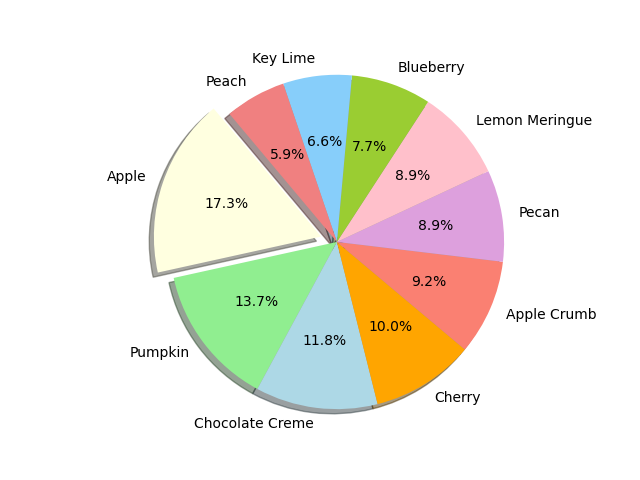 Key Lime
Blueberry
Peach
Lemon Meringue
6.6%
7.7%
5.9%
Apple
8.9%
17.3%
Pecan
8.9%
9.2%
13.7%
Apple Crumb
10.0%
11.8%
Pumpkin
Cherry
Chocolate Creme